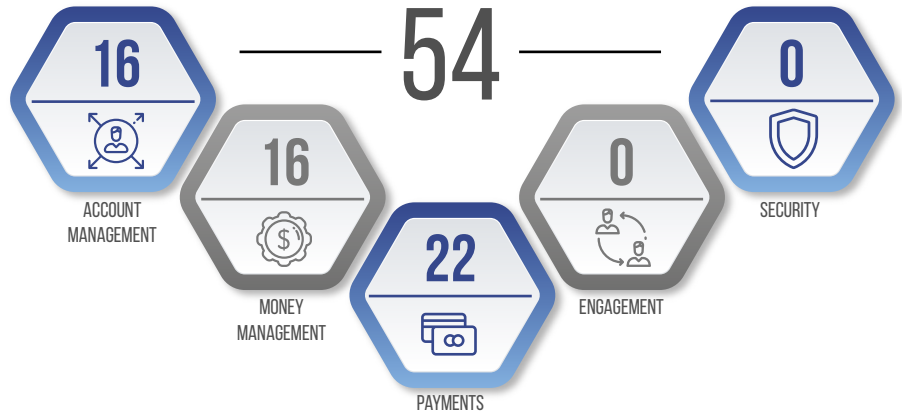 54
16
ACCOUNT
MANAGEMENT
16
$
MONEY
MANAGEMENT
22
PAYMENTS
0
ENGAGEMENT
0
SECURITY